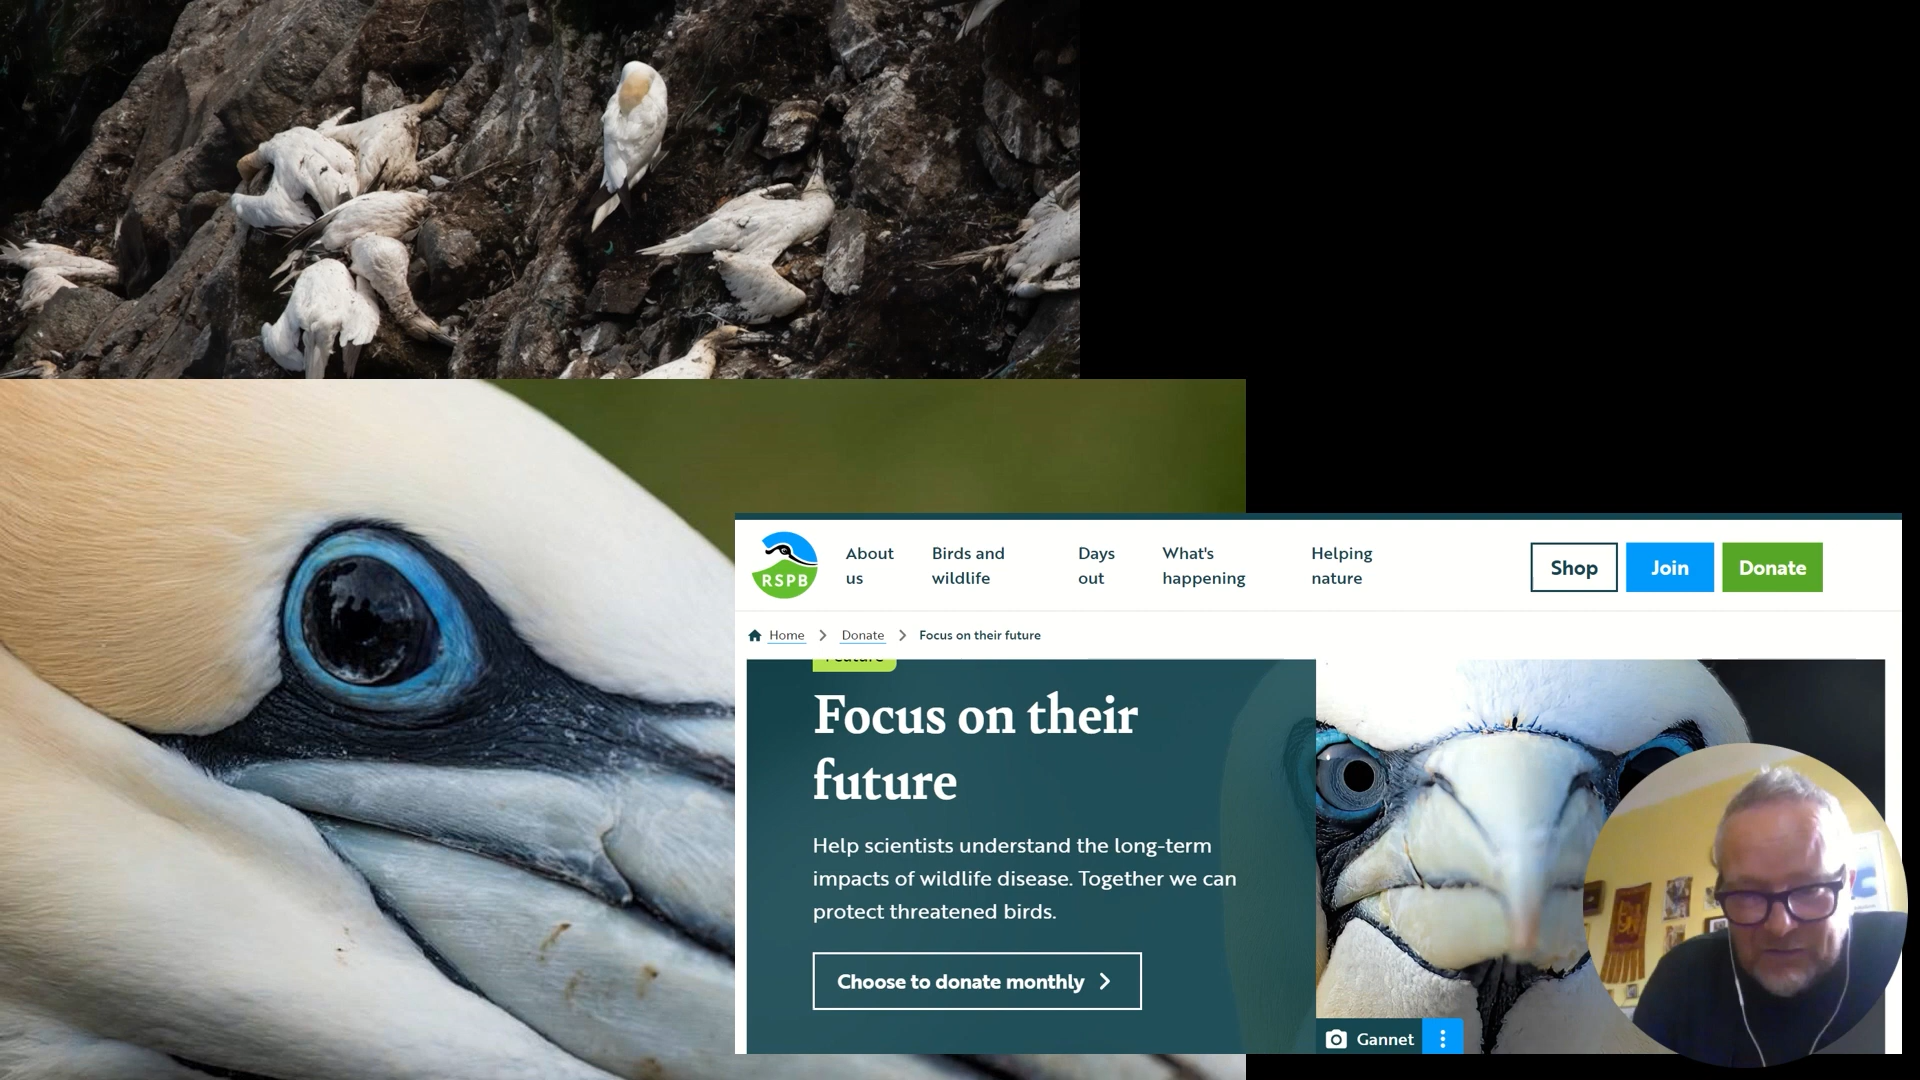 RSPB
About us
Birds and wildlife
Days out
What's happening
Helping nature
Shop
Join
Donate
Home
Donate
Focus on their future
Focus on their
future
Help scientists understand the long-term
impacts of wildlife disease. Together we can
protect threatened birds.
Choose to donate monthly
Gannet